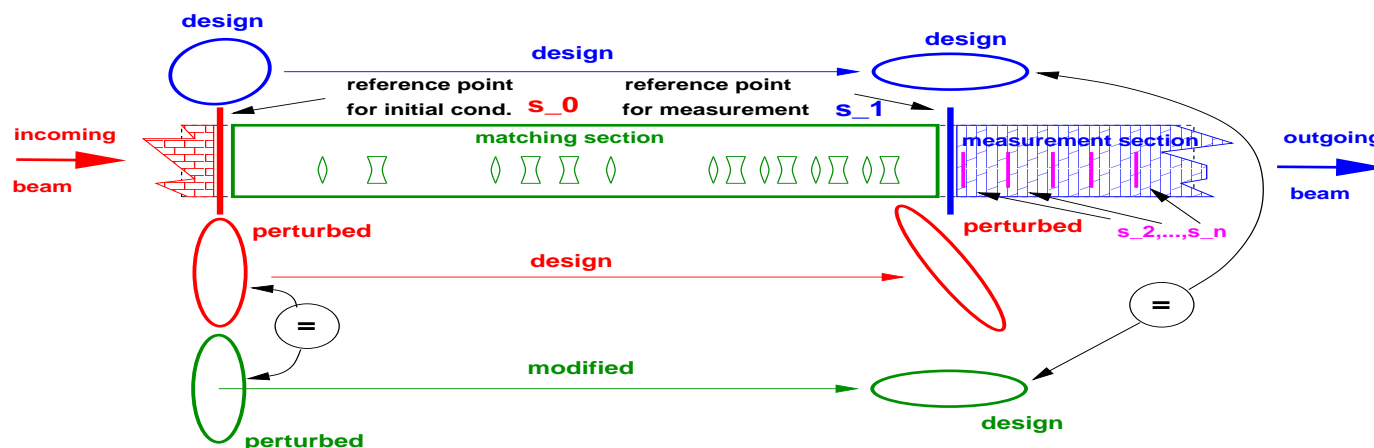 design
design
design
reference point
for initial cond.
s_0
reference point
for measurement
s_1
incoming
beam
matching section
measurement section
outgoing
beam
perturbed
perturbed
s_2,...,s_n
design
=
=
modified
perturbed
design